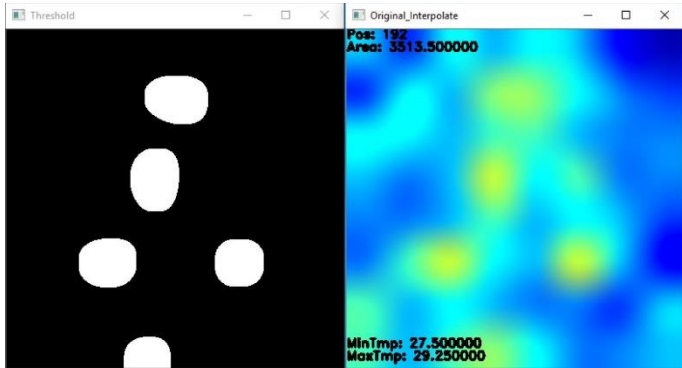 Threshold
Original_Interpolate
Pos: 192
Area: 3513.500000
MinTmp: 27.500000
MaxTmp: 29.250000